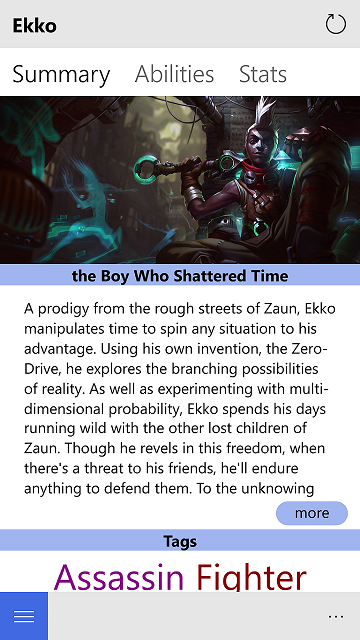 Ekko
Summary Abilities Stats
the Boy Who Shattered Time
A prodigy from the rough streets of Zaun, Ekko
manipulates time to spin any situation to his
advantage. Using his own invention, the Zero-
Drive, he explores the branching possibilities
of reality. As well as experimenting with multi-
dimensional probability, Ekko spends his days
running wild with the other lost children of
Zaun. Though he revels in this freedom, when
there's a threat to his friends, he'll endure
anything to defend them. To the unknowing
more
Tags
Assassin Fighter